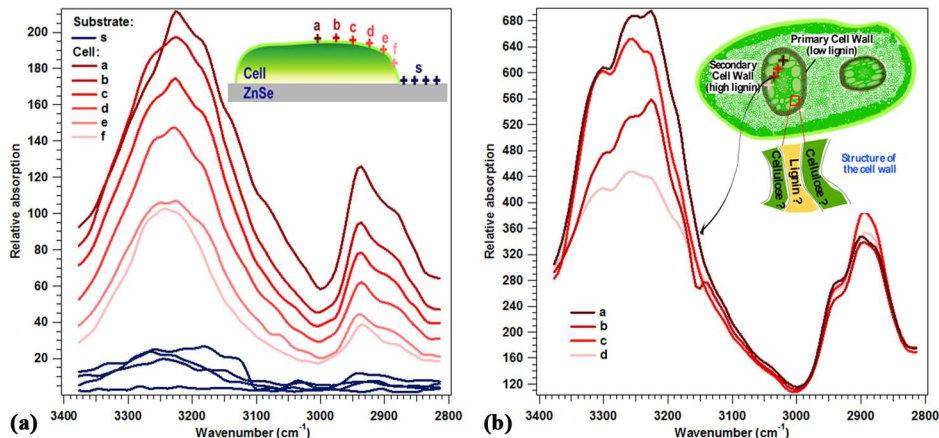 Substrate:
s
Cell:
a
b
c
d
e
f
a
b
c
d
e
f
s
Cell
ZnSe
200
180
160
140
120
100
80
60
40
20
Relative absorption
3400
3300
3200
3100
3000
2900
2800
Wavenumber (cm⁻¹)
(a)
680
640
600
560
520
480
440
400
360
320
280
240
200
160
120
Relative absorption
Primary Cell Wall
(low lignin)
Secondary
Cell Wall
(high lignin)
Cellulose ?
Lignin ?
Cellulose ?
Structure of
the cell wall
a
b
c
d
3400
3300
3200
3100
3000
2900
2800
Wavenumber (cm⁻¹)
(b)